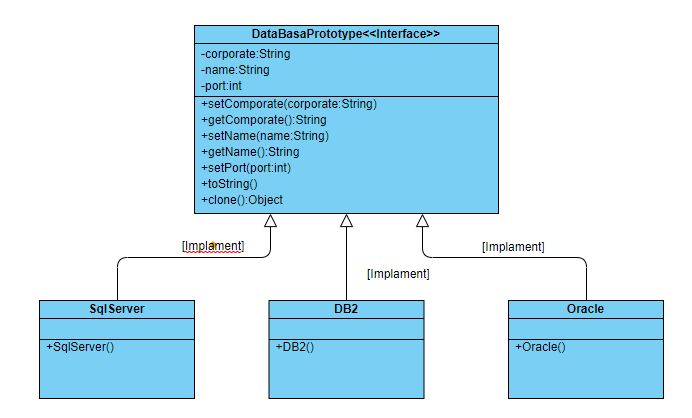 DataBasaPrototype<<Interface>>
-corporate:String
-name:String
-port:int
+setComporate(corporate:String)
+getComporate():String
+setName(name:String)
+getName():String
+setPort(port:int)
+toString()
+clone():Object
[Implament]
[Implament]
[Implament]
SqlServer
+SqlServer()
DB2
+DB2()
Oracle
+Oracle()